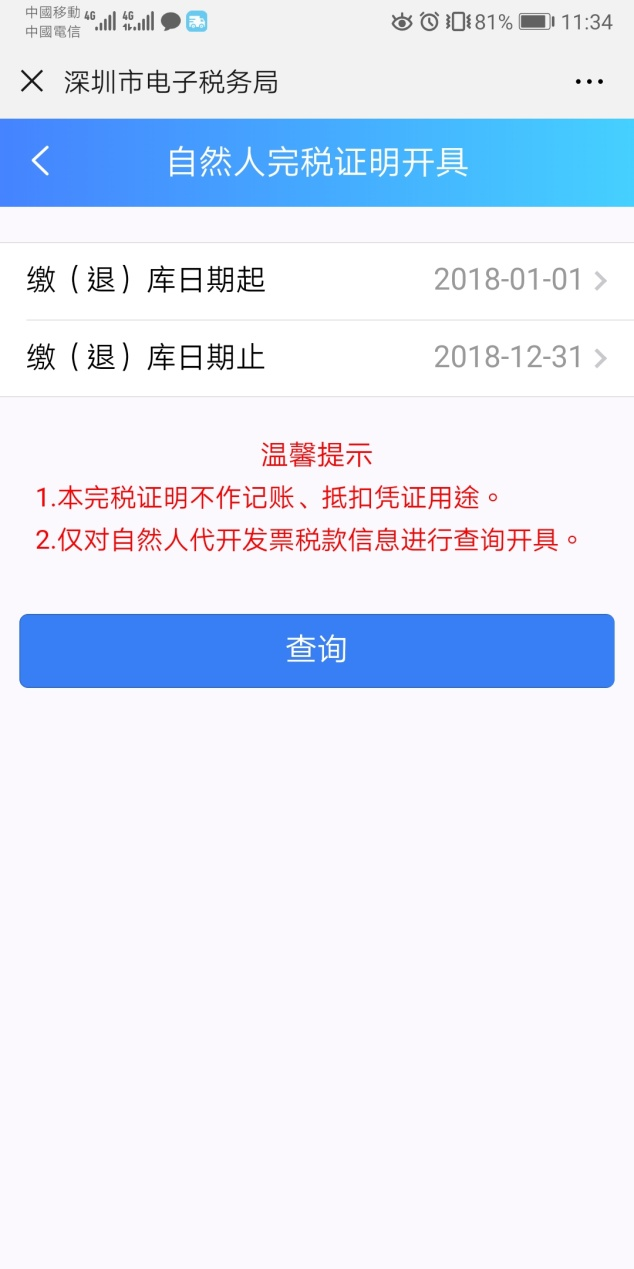 中國移動 4G 4G 81% 11:34
中國電信
深圳市电子税务局
自然人完税证明开具
缴（退）库日期起 2018-01-01
缴（退）库日期止 2018-12-31
温馨提示
1.本完税证明不作记账、抵扣凭证用途。
2.仅对自然人代开发票税款信息进行查询开具。
查询